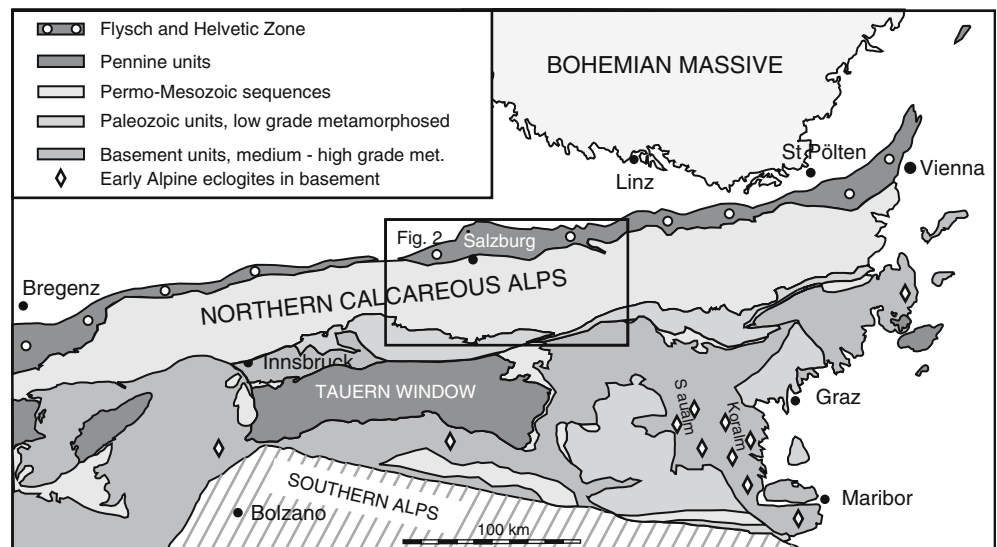 Flysch and Helvetic Zone
Pennine units
Permo-Mesozoic sequences
Paleozoic units, low grade metamorphosed
Basement units, medium - high grade met.
Early Alpine eclogites in basement
BOHEMIAN MASSIVE
Linz
St.Pölten
Vienna
Fig. 2
Salzburg
Bregenz
NORTHERN CALCAREOUS ALPS
Innsbruck
TAUERN WINDOW
Saualm
Koralm
Graz
SOUTHERN ALPS
Bolzano
Maribor
100 km